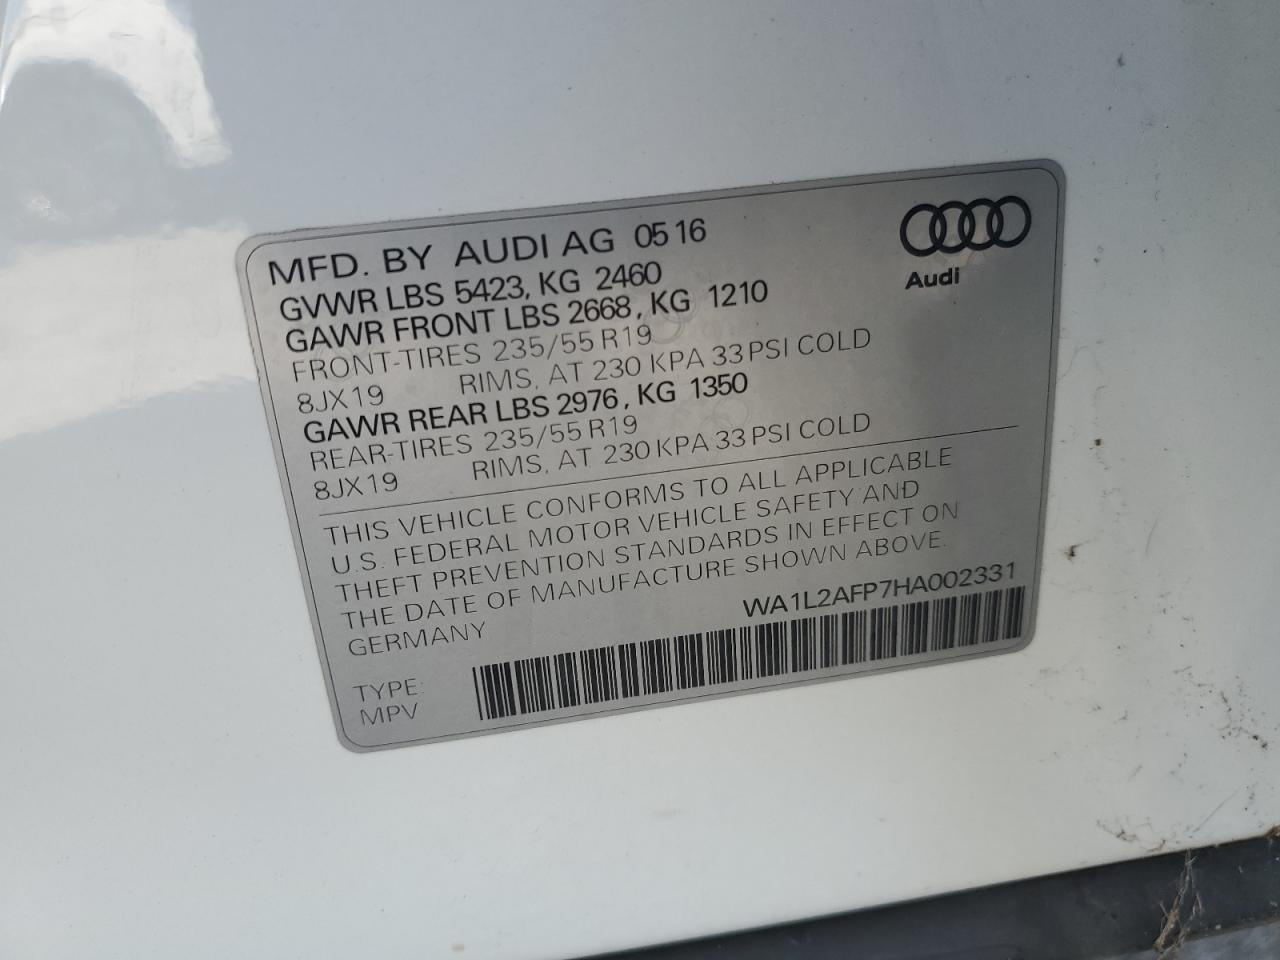 MFD. BY AUDI AG 0516
Audi
GVWR LBS 5423, KG 2460
GAWR FRONT LBS 2668, KG 1210
FRONT-TIRES 235/55 R19
8JX19 RIMS, AT 230 KPA 33 PSI COLD
GAWR REAR LBS 2976, KG 1350
REAR-TIRES 235/55 R19
8JX19 RIMS, AT 230 KPA 33 PSI COLD
THIS VEHICLE CONFORMS TO ALL APPLICABLE
U.S. FEDERAL MOTOR VEHICLE SAFETY AND
THEFT PREVENTION STANDARDS IN EFFECT ON
THE DATE OF MANUFACTURE SHOWN ABOVE.
GERMANY
WA1L2AFP7HA002331
TYPE:
MPV